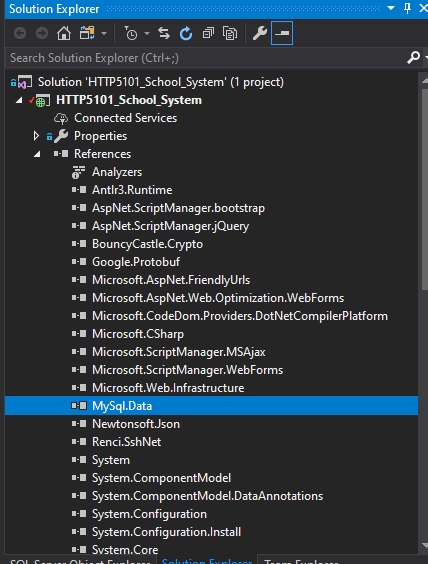 Solution Explorer
Search Solution Explorer (Ctrl+;)
Solution 'HTTP5101_School_System' (1 project)
HTTP5101_School_System
Connected Services
Properties
References
Analyzers
Antlr3.Runtime
AspNet.ScriptManager.bootstrap
AspNet.ScriptManager.jQuery
BouncyCastle.Crypto
Google.Protobuf
Microsoft.AspNet.FriendlyUrls
Microsoft.AspNet.Web.Optimization.WebForms
Microsoft.CodeDom.Providers.DotNetCompilerPlatform
Microsoft.CSharp
Microsoft.ScriptManager.MSAjax
Microsoft.ScriptManager.WebForms
Microsoft.Web.Infrastructure
MySql.Data
Newtonsoft.Json
Renci.SshNet
System
System.ComponentModel
System.ComponentModel.DataAnnotations
System.Configuration
System.Configuration.Install
System.Core
SQL Server Object Explorer Solution Explorer Team Explorer